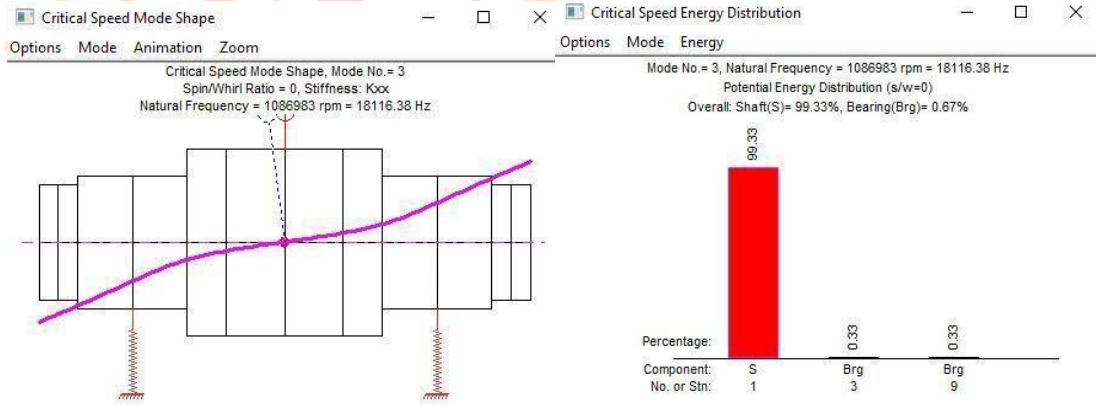 Critical Speed Mode Shape
Options Mode Animation Zoom
Critical Speed Mode Shape, Mode No.= 3
Spin/Whirl Ratio = 0, Stiffness: Kxx
Natural Frequency = 1086983 rpm = 18116.38 Hz
Critical Speed Energy Distribution
Options Mode Energy
Mode No.= 3, Natural Frequency = 1086983 rpm = 18116.38 Hz
Potential Energy Distribution (s/w=0)
Overall: Shaft(S)= 99.33%, Bearing(Brg)= 0.67%
99.33
Percentage: 0.33 0.33
Component: S Brg Brg
No. or Stn: 1 3 9